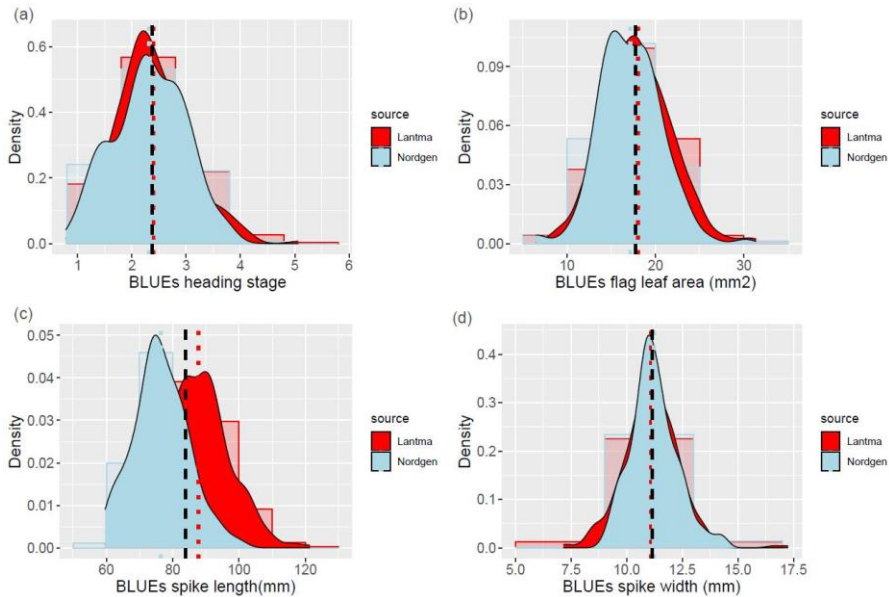 (a)
Density
0.6
0.4
0.2
0.0
1 2 3 4 5 6
BLUEs heading stage
source
Lantma
Nordgen
(b)
Density
0.09
0.06
0.03
0.00
10 20 30
BLUEs flag leaf area (mm2)
source
Lantma
Nordgen
(c)
Density
0.05
0.04
0.03
0.02
0.01
0.00
60 80 100 120
BLUEs spike length(mm)
source
Lantma
Nordgen
(d)
Density
0.4
0.3
0.2
0.1
0.0
5.0 7.5 10.0 12.5 15.0 17.5
BLUEs spike width (mm)
source
Lantma
Nordgen